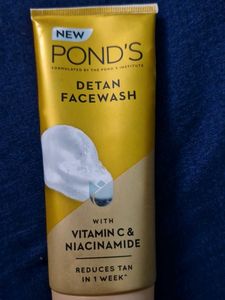 NEW
POND'S
FORMULATED BY THE POND'S INSTITUTE
DETAN
FACEWASH
WITH
VITAMIN C &
NIACINAMIDE
REDUCES TAN
IN 1 WEEK^